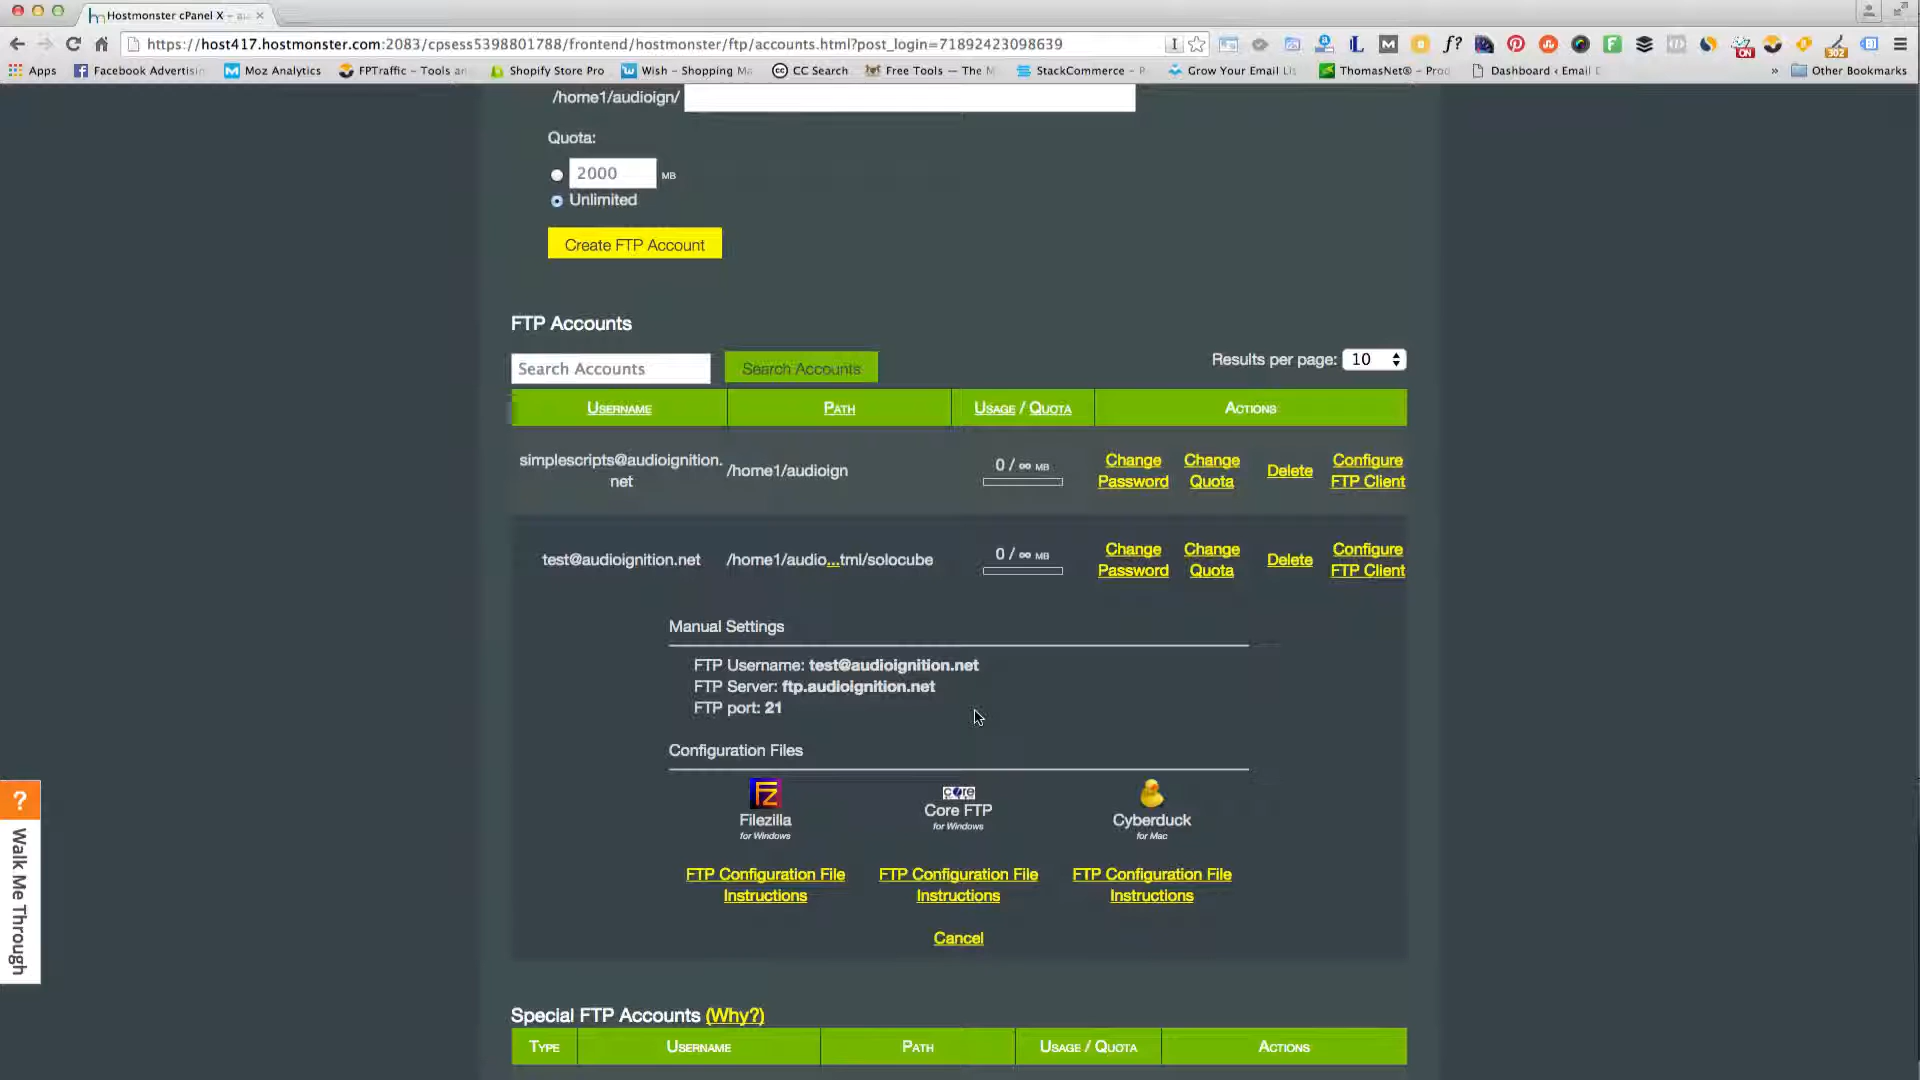 Hostmonster cPanel X –
https://host417.hostmonster.com:2083/cpsess5398801788/frontend/hostmonster/ftp/accounts.html?post_login=71892423098639
Apps Facebook Advertisin Moz Analytics FPTraffic – Tools an Shopify Store Pro Wish – Shopping Ma CC Search Free Tools — The M StackCommerce – P Grow Your Email Lis ThomasNet® – Prod Dashboard ‹ Email D » Other Bookmarks
/home1/audioign/
Quota:
2000 MB
Unlimited
Create FTP Account
FTP Accounts
Search Accounts Search Accounts Results per page: 10
Username Path Usage / Quota Actions
simplescripts@audioignition.
net /home1/audioign 0 / ∞ MB Change Password Change Quota Delete Configure FTP Client
test@audioignition.net /home1/audio...tml/solocube 0 / ∞ MB Change Password Change Quota Delete Configure FTP Client
Manual Settings
FTP Username: test@audioignition.net
FTP Server: ftp.audioignition.net
FTP port: 21
Configuration Files
Filezilla Core FTP Cyberduck
for Windows for Windows for Mac
FTP Configuration File FTP Configuration File FTP Configuration File
Instructions Instructions Instructions
Cancel
Special FTP Accounts (Why?)
Type Username Path Usage / Quota Actions
? Walk Me Through